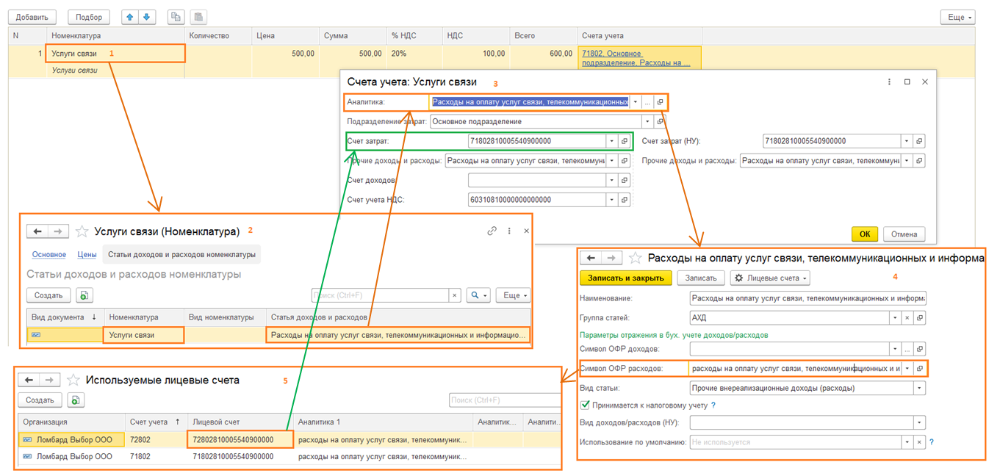 Добавить Подбор Еще
N Номенклатура Количество Цена Сумма % НДС НДС Всего Счета учета
1 Услуги связи 1 500,00 500,00 20% 100,00 600,00 71802, Основное
Услуги связи подразделение, Расходы на ...
Счета учета: Услуги связи 3
Аналитика: Расходы на оплату услуг связи, телекоммуникационных ...
Подразделение затрат: Основное подразделение
Счет затрат: 71802810005540900000 Счет затрат (НУ): 71802810005540900000
Прочие доходы и расходы: Расходы на оплату услуг связи, телекоммуни Прочие доходы и расходы: Расходы на оплату услуг связи, телекоммуни
Счет доходов:
Счет учета НДС: 60310810000000000000
ОК Отмена
Услуги связи (Номенклатура) 2
Основное Цены Статьи доходов и расходов номенклатуры
Статьи доходов и расходов номенклатуры
Создать Поиск (Ctrl+F) × Еще
Вид документа ↓ Номенклатура Вид номенклатуры Статья доходов и расходов
Услуги связи Расходы на оплату услуг связи, телекоммуникационных и информацио...
Расходы на оплату услуг связи, телекоммуникационных и информа
Записать и закрыть Записать Лицевые счета 4
Наименование: Расходы на оплату услуг связи, телекоммуникационных и информа
Группа статей: АХД ×
Параметры отражения в бух. учете доходов/расходов
Символ ОФР доходов: ...
Символ ОФР расходов: расходы на оплату услуг связи, телекоммуникационных и и
Вид статьи: Прочие внереализационные доходы (расходы)
Принимается к налоговому учету ?
Вид доходов/расходов (НУ):
Использование по умолчанию: Не используется × ?
Используемые лицевые счета 5
Создать Поиск (Ctrl+F)
Организация Счет учета ↑ Лицевой счет Аналитика 1 Аналитик... Аналити...
Ломбард Выбор ООО 72802 72802810005540900000 расходы на оплату услуг связи, телекоммуник...
Ломбард Выбор ООО 71802 71802810005540900000 расходы на оплату услуг связи, телекоммуник...